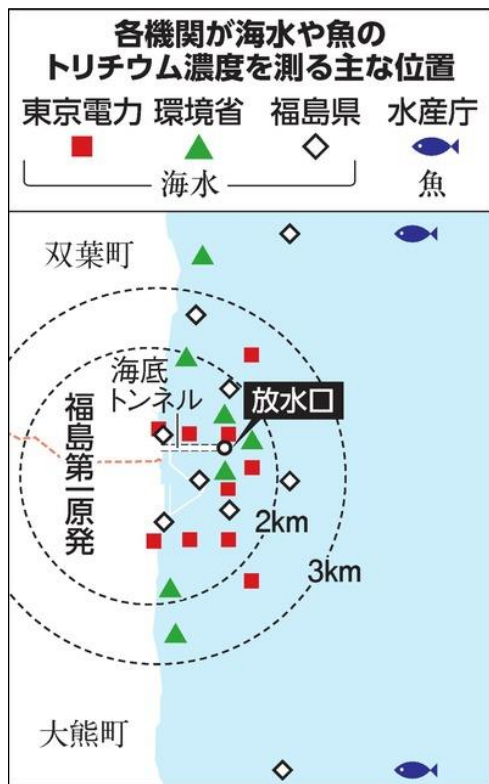 各機関が海水や魚の
トリチウム濃度を測る主な位置
東京電力 環境省 福島県 水産庁
海水 魚
双葉町
海底
トンネル
放水口
福島第一原発
2km
3km
大熊町